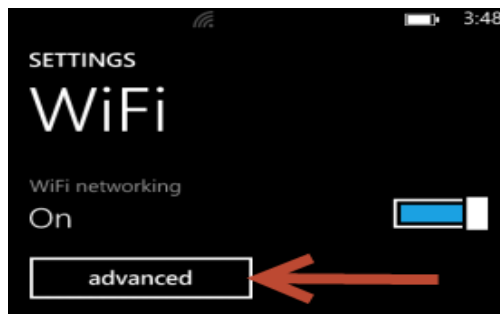 3:48
SETTINGS
WiFi
WiFi networking
On
advanced